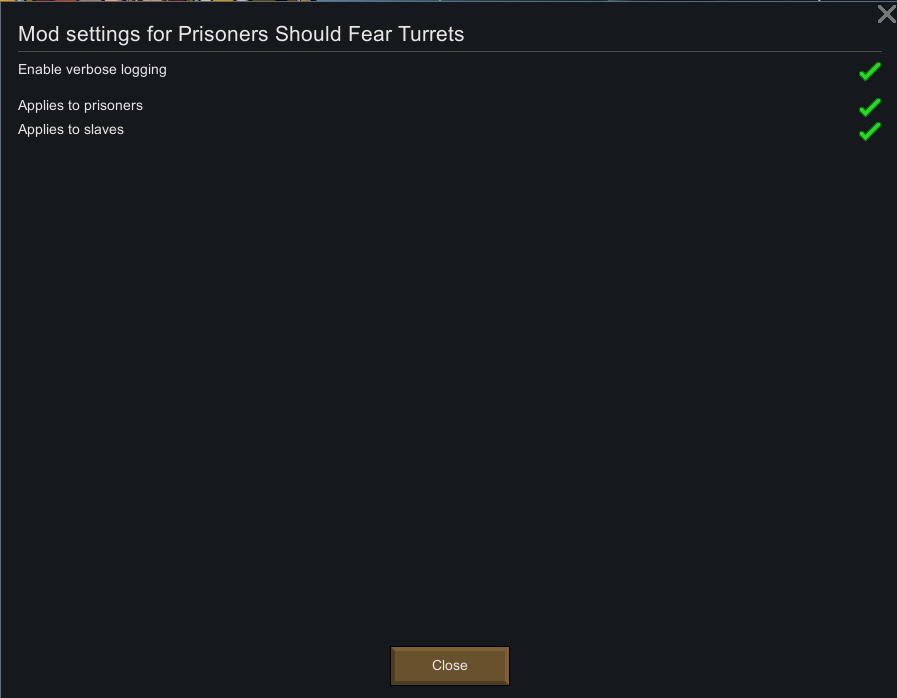 Mod settings for Prisoners Should Fear Turrets
Enable verbose logging
Applies to prisoners
Applies to slaves
Close